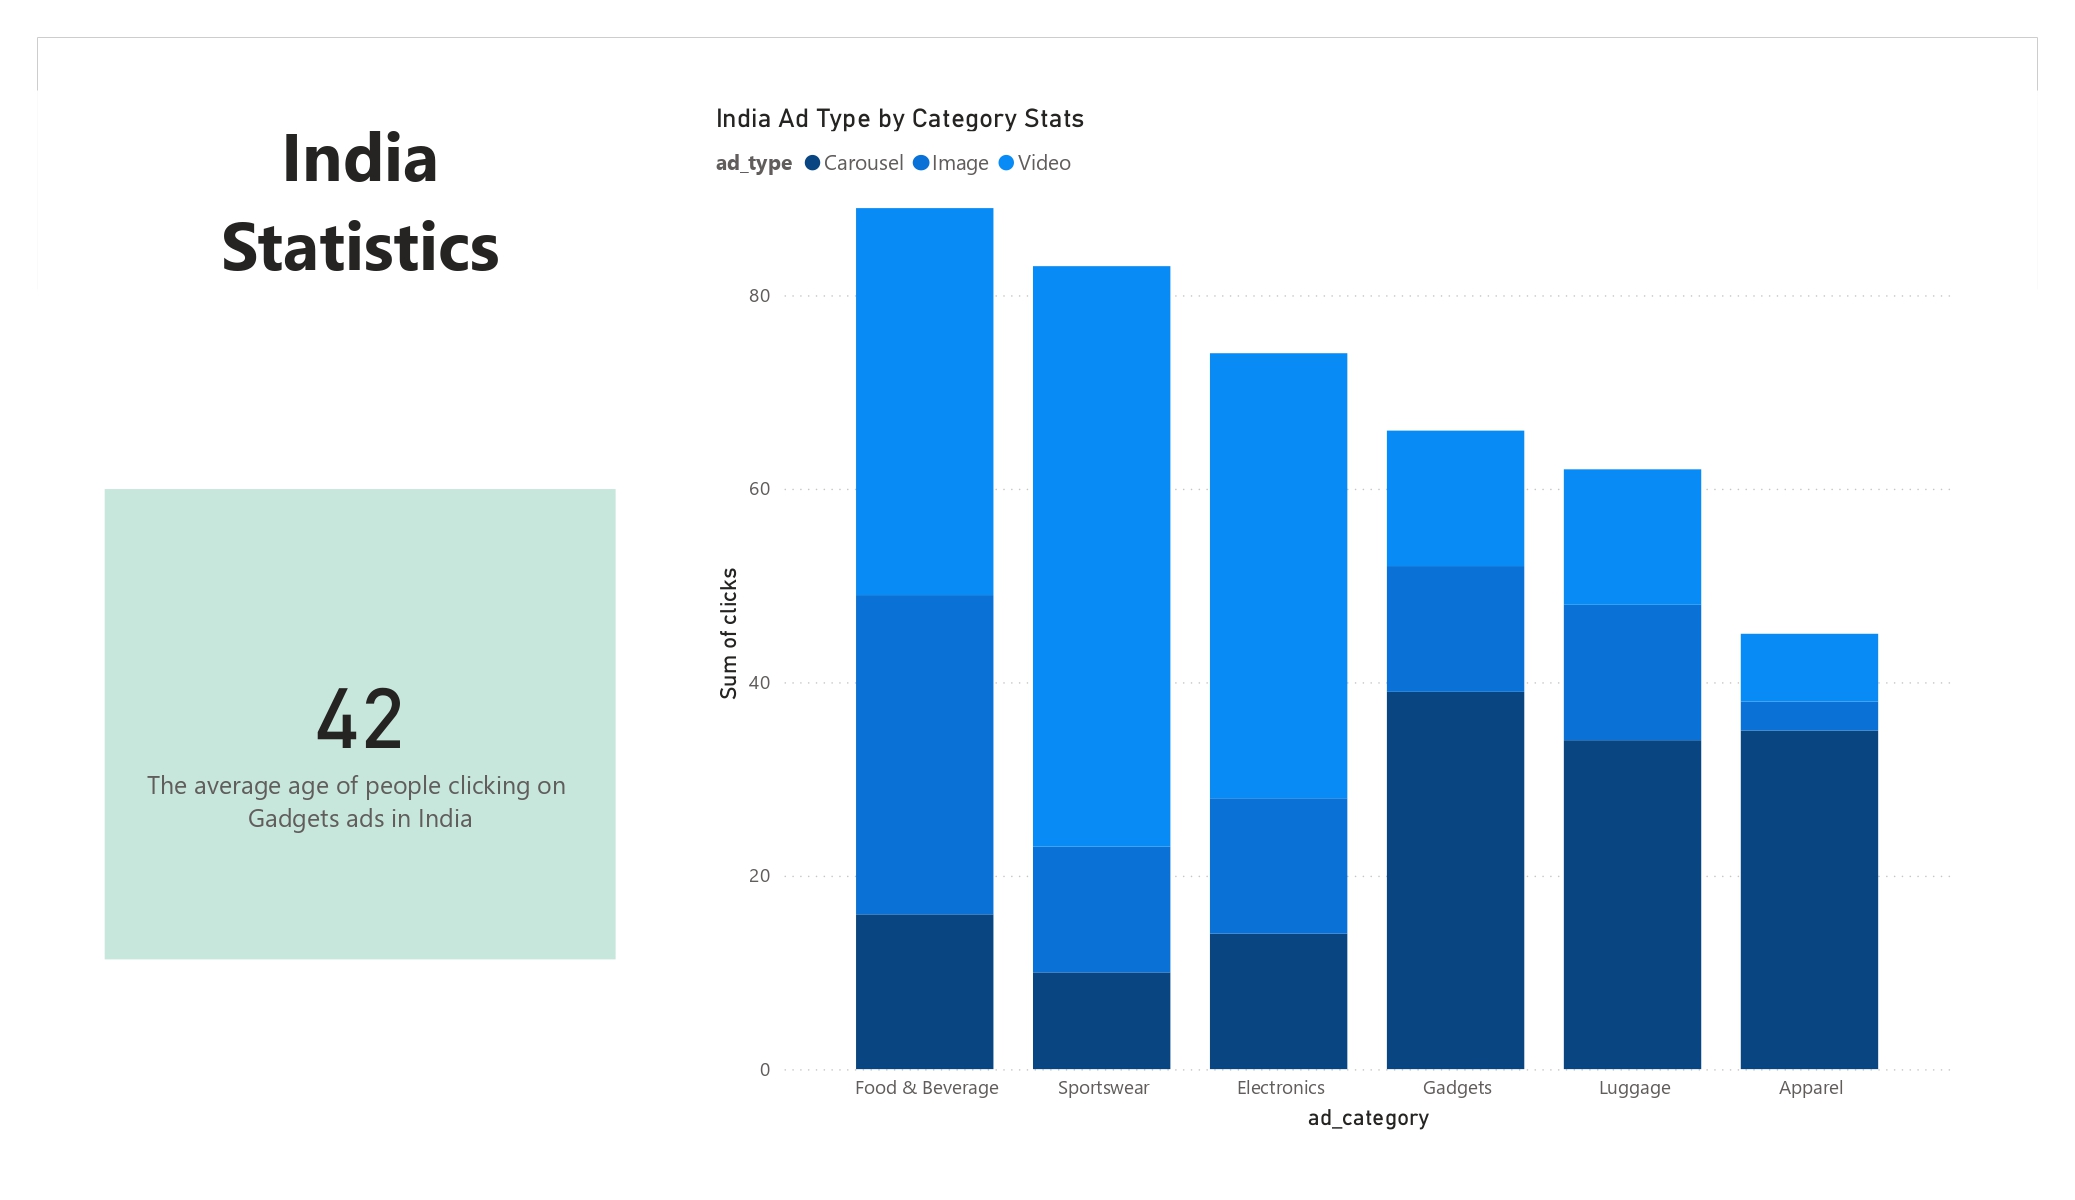 India
Statistics
42
The average age of people clicking on
Gadgets ads in India
India Ad Type by Category Stats
ad_type Carousel Image Video
Sum of clicks
80
60
40
20
0
Food & Beverage Sportswear Electronics Gadgets Luggage Apparel
ad_category